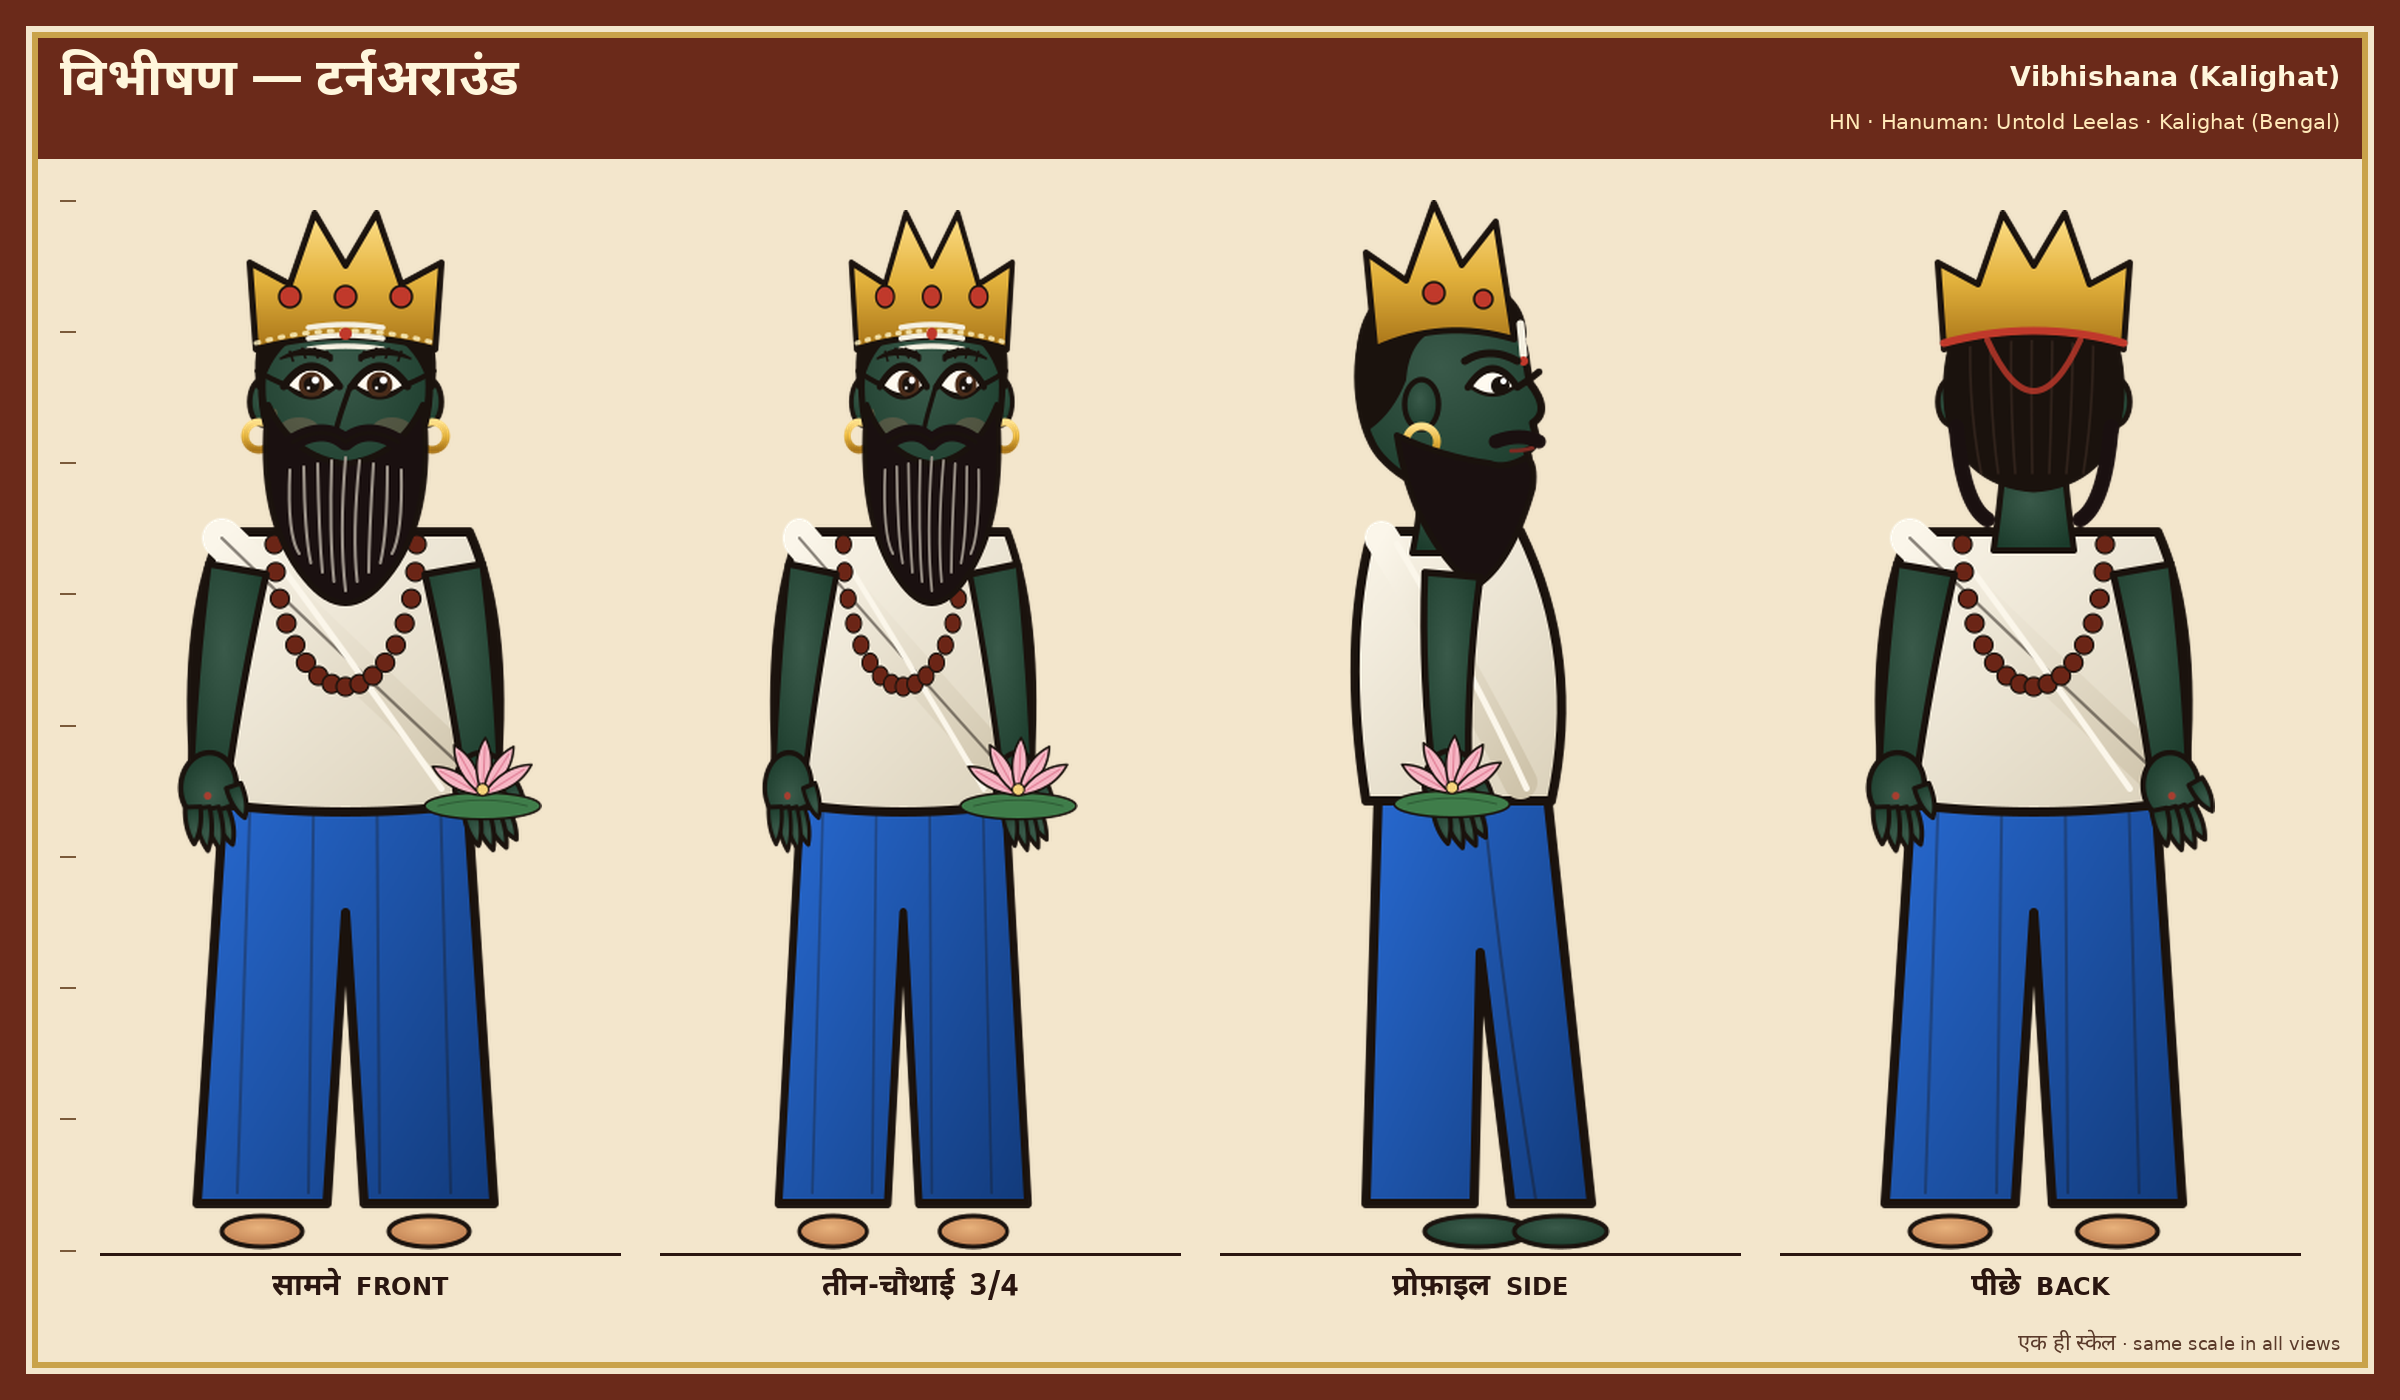 विभीषण — टर्नअराउंड
Vibhishana (Kalighat)
HN · Hanuman: Untold Leelas · Kalighat (Bengal)
सामने FRONT
तीन-चौथाई 3/4
प्रोफ़ाइल SIDE
पीछे BACK
एक ही स्केल · same scale in all views